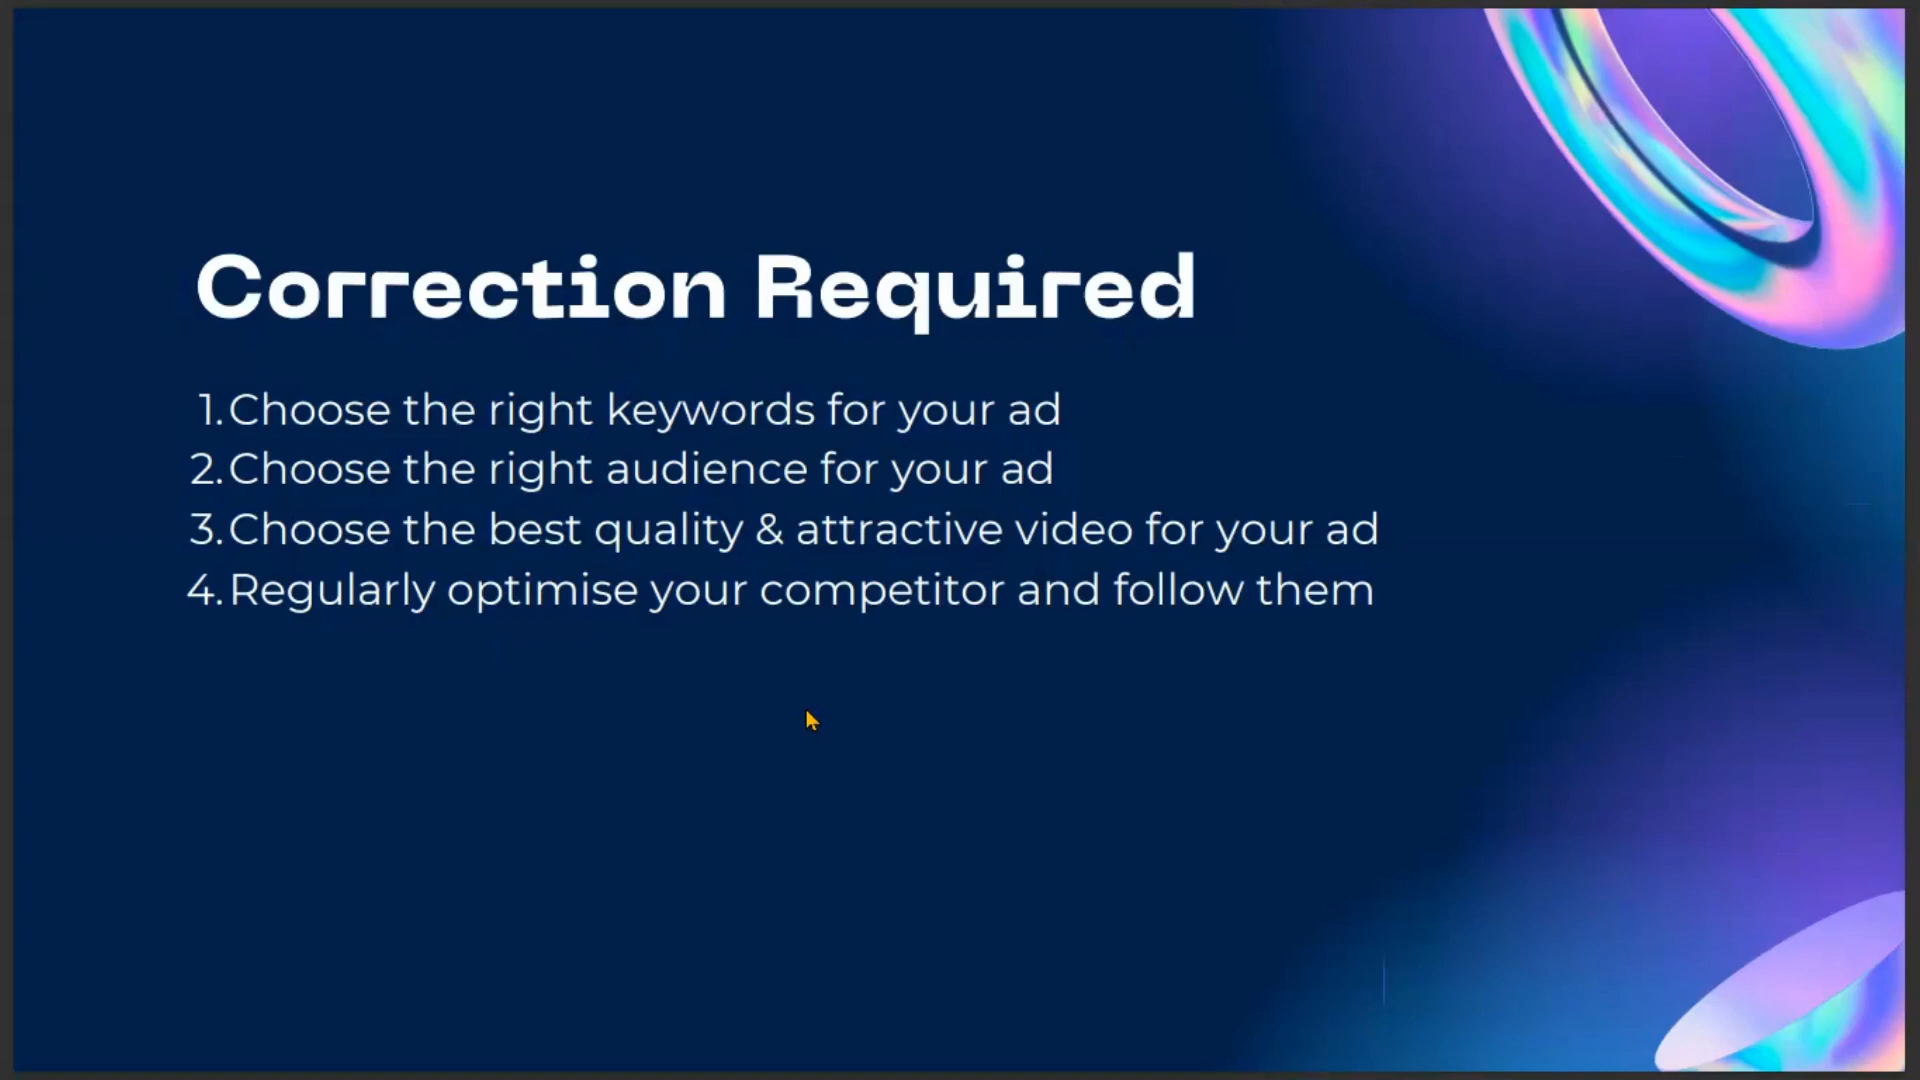 Correction Required
1. Choose the right keywords for your ad
2. Choose the right audience for your ad
3. Choose the best quality & attractive video for your ad
4. Regularly optimise your competitor and follow them